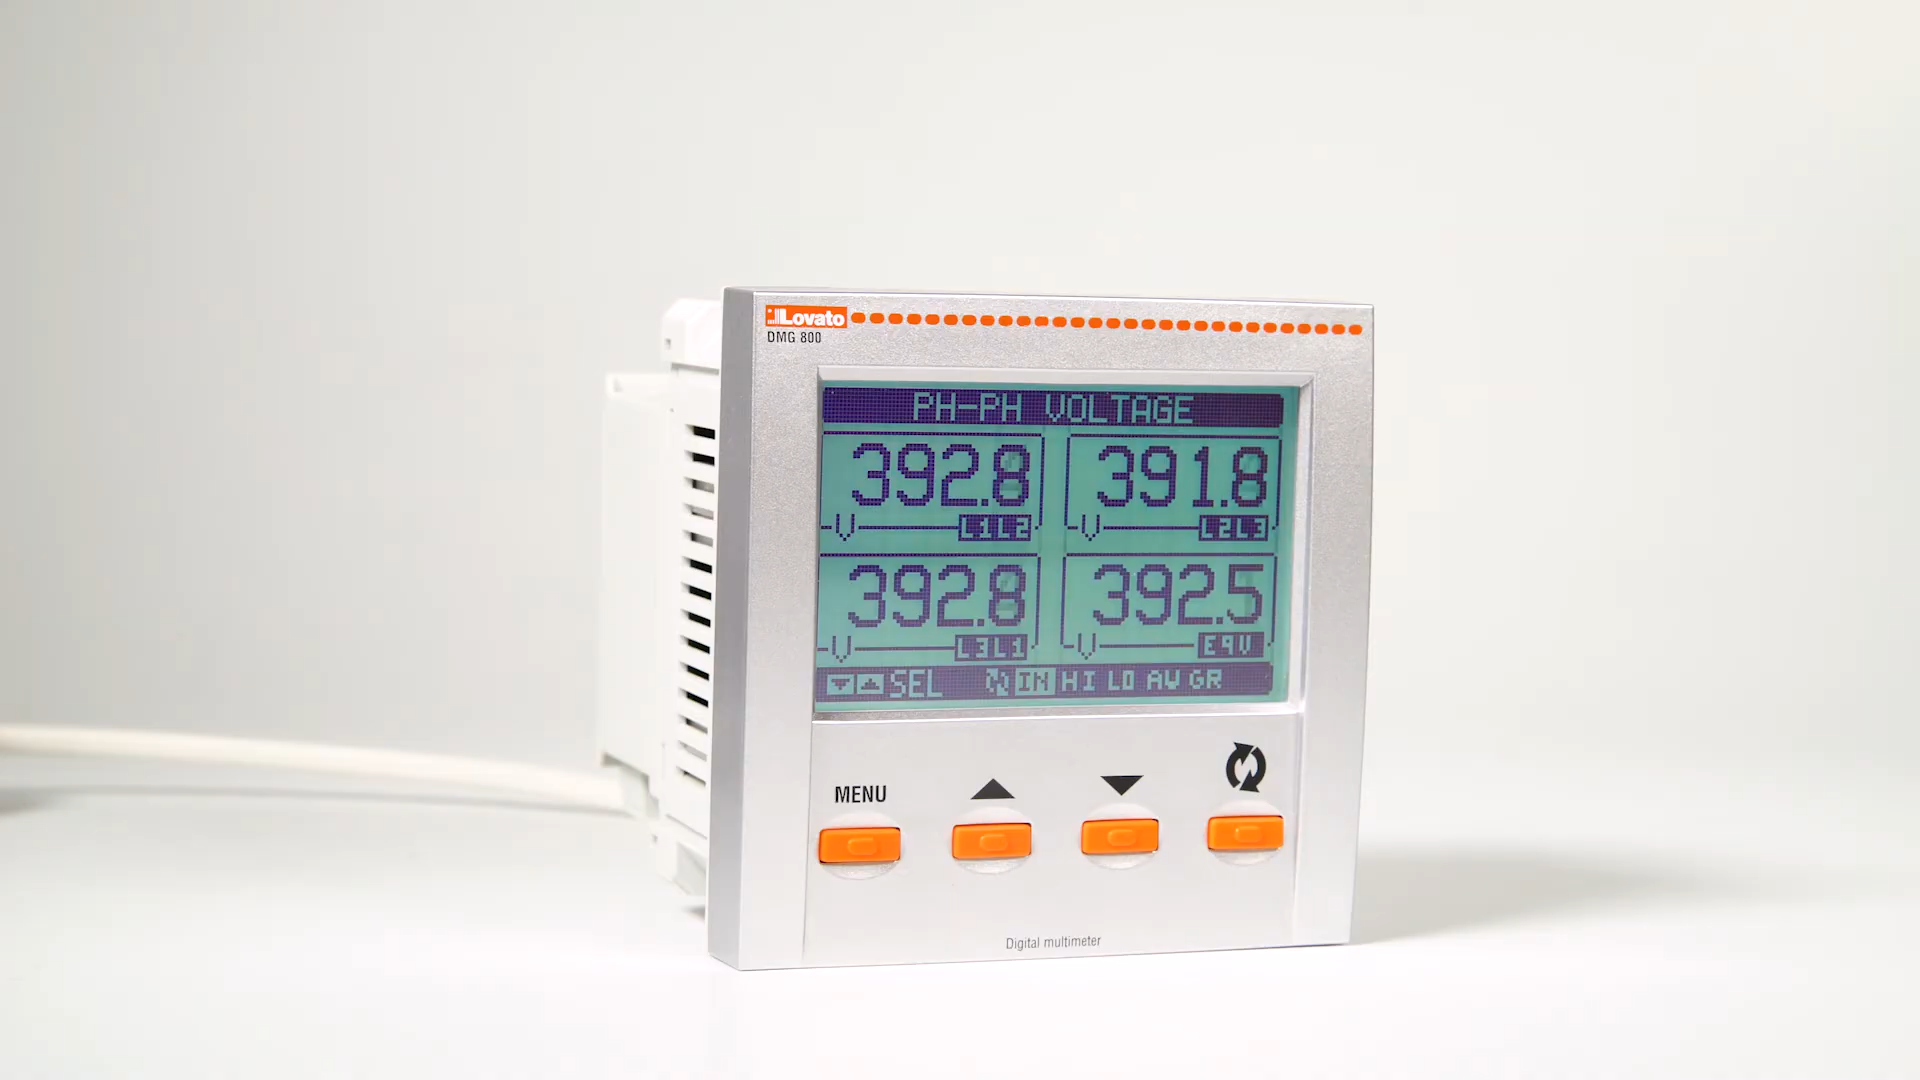 Lovato
DMG 800
PH-PH VOLTAGE
392.8 391.8
V L1L2 V L2L3
392.8 392.5
V L3L1 V EQV
SEL IN HI LO AV GR
MENU
Digital multimeter